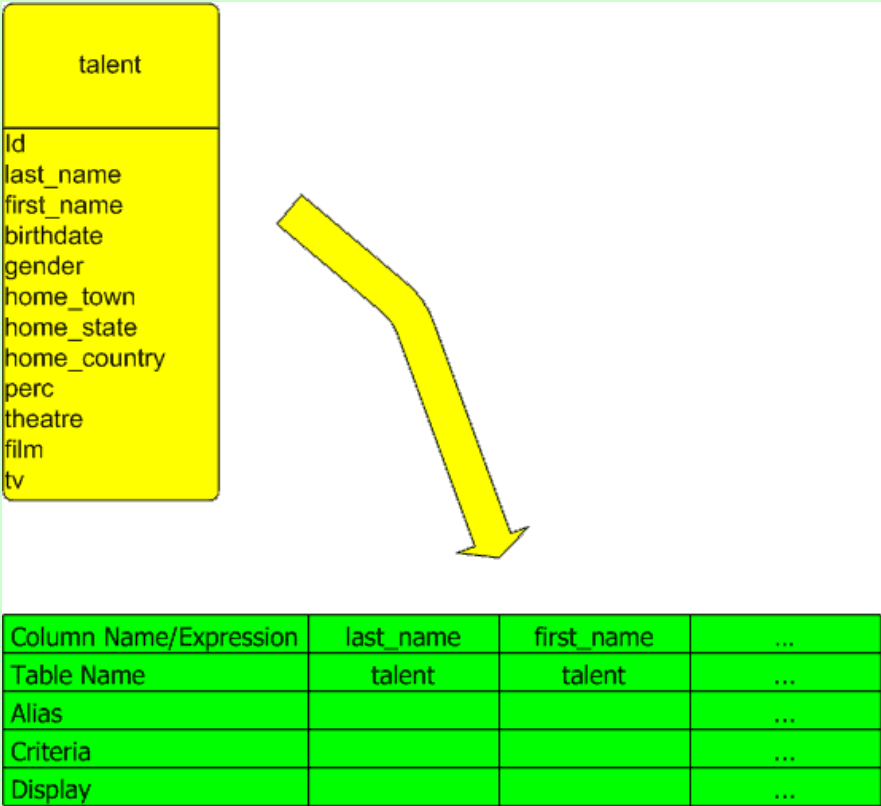 talent
Id
last_name
first_name
birthdate
gender
home_town
home_state
home_country
perc
theatre
film
tv
Column Name/Expression last_name first_name ...
Table Name talent talent ...
Alias ...
Criteria ...
Display ...